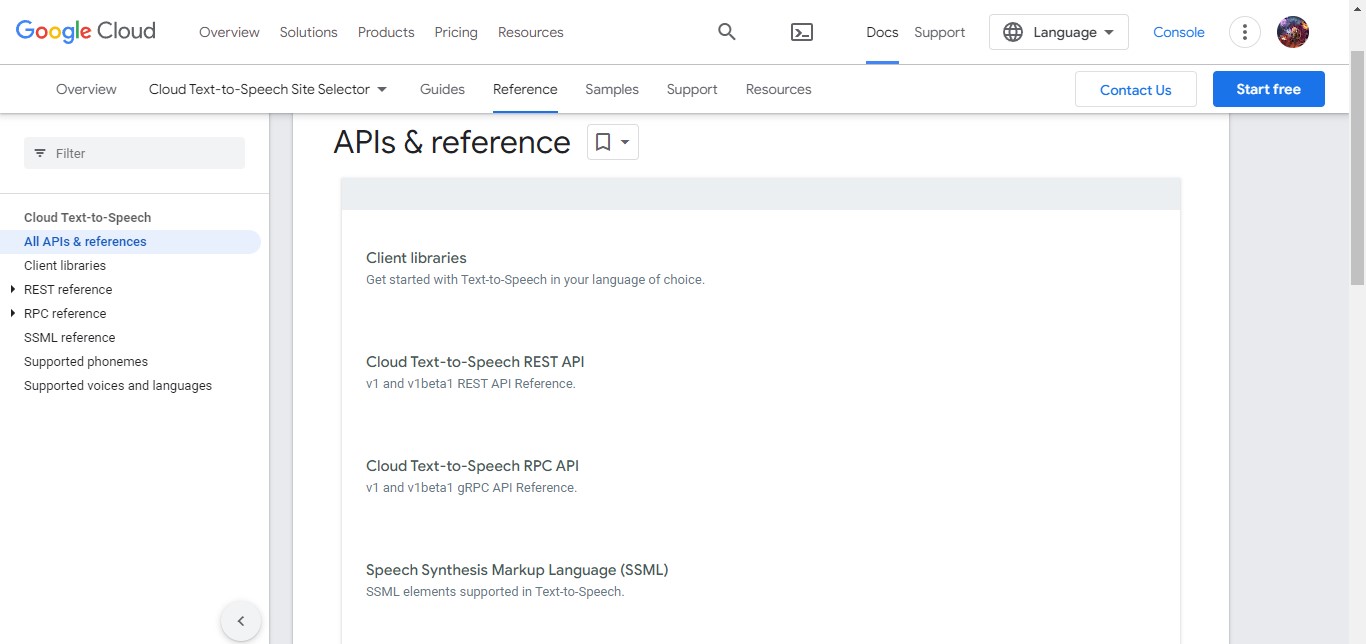 Google Cloud
Overview Solutions Products Pricing Resources Docs Support Language Console
Overview Cloud Text-to-Speech Site Selector Guides Reference Samples Support Resources Contact Us Start free
Filter
Cloud Text-to-Speech
All APIs & references
Client libraries
REST reference
RPC reference
SSML reference
Supported phonemes
Supported voices and languages
APIs & reference
Client libraries
Get started with Text-to-Speech in your language of choice.
Cloud Text-to-Speech REST API
v1 and v1beta1 REST API Reference.
Cloud Text-to-Speech RPC API
v1 and v1beta1 gRPC API Reference.
Speech Synthesis Markup Language (SSML)
SSML elements supported in Text-to-Speech.